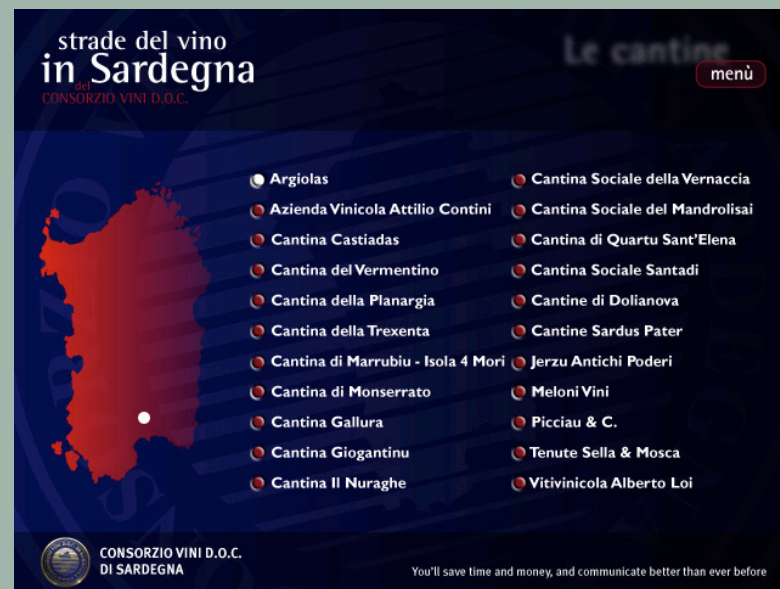 strade del vino
in Sardegna
del
CONSORZIO VINI D.O.C.
Le cantine
menù
Argiolas
Azienda Vinicola Attilio Contini
Cantina Castiadas
Cantina del Vermentino
Cantina della Planargia
Cantina della Trexenta
Cantina di Marrubiu - Isola 4 Mori
Cantina di Monserrato
Cantina Gallura
Cantina Giogantinu
Cantina Il Nuraghe
Cantina Sociale della Vernaccia
Cantina Sociale del Mandrolisai
Cantina di Quartu Sant'Elena
Cantina Sociale Santadi
Cantine di Dolianova
Cantine Sardus Pater
Jerzu Antichi Poderi
Meloni Vini
Picciau & C.
Tenute Sella & Mosca
Vitivinicola Alberto Loi
CONSORZIO VINI D.O.C.
DI SARDEGNA
You'll save time and money, and communicate better than ever before